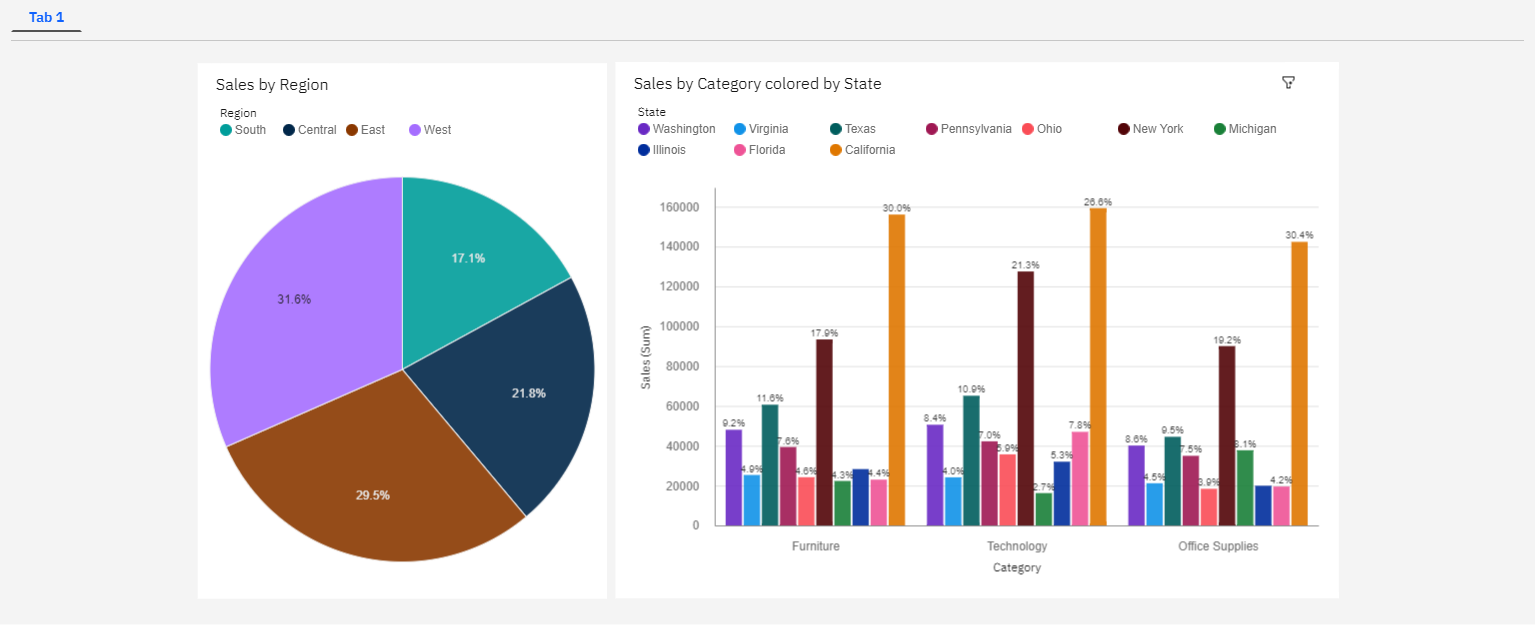 Tab 1
Sales by Region
Region
South Central East West
17.1%
31.6%
21.8%
29.5%
Sales by Category colored by State
State
Washington Virginia Texas Pennsylvania Ohio New York Michigan
Illinois Florida California
Sales (Sum)
160000
140000
120000
100000
80000
60000
40000
20000
0
9.2% 4.9% 11.6% 7.6% 4.6% 17.9% 4.3% 4.4% 30.0%
8.4% 4.0% 10.9% 7.0% 5.9% 21.3% 2.7% 5.3% 7.8% 26.6%
8.6% 4.5% 9.5% 7.5% 3.9% 19.2% 8.1% 4.2% 30.4%
Furniture Technology Office Supplies
Category